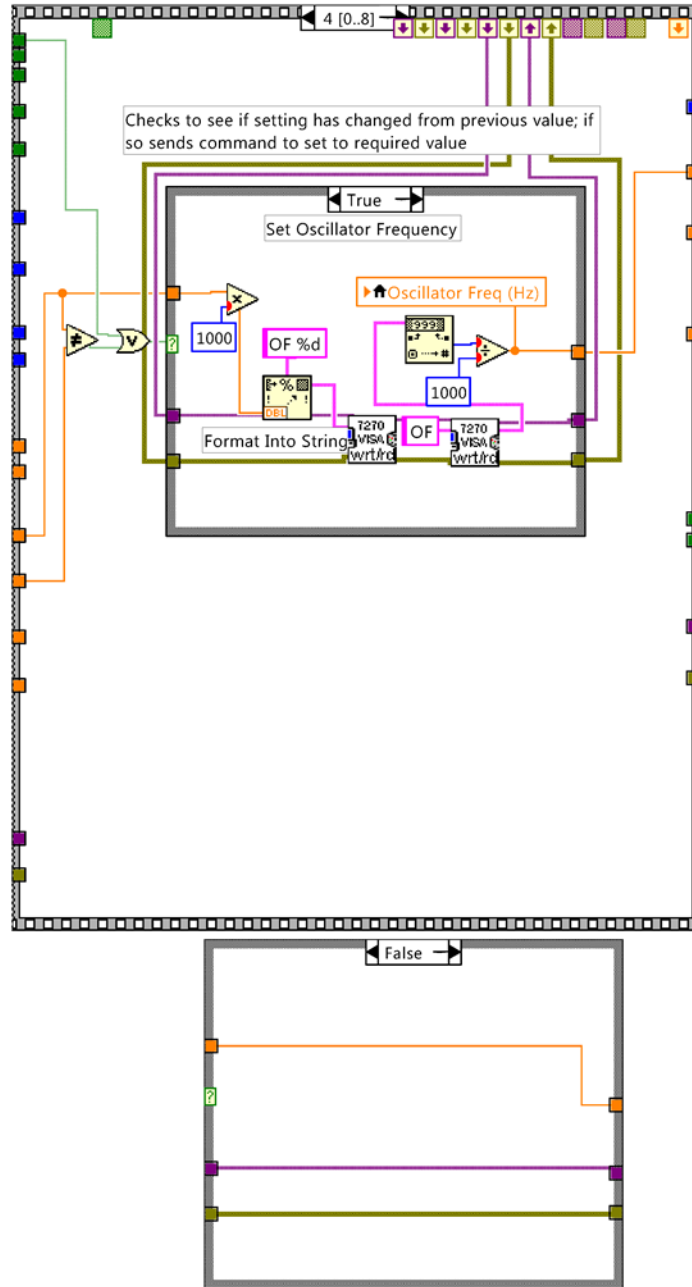 4 [0..8]
Checks to see if setting has changed from previous value; if
so sends command to set to required value
True
Set Oscillator Frequency
Oscillator Freq (Hz)
999
1000
OF %d
1000
DBL
Format Into String
7270
VISA
wrt/rd
OF
7270
VISA
wrt/rd
False